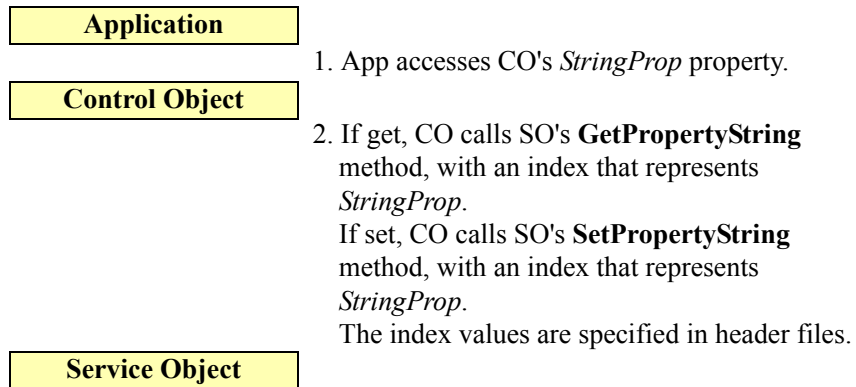 Application
1. App accesses CO's StringProp property.
Control Object
2. If get, CO calls SO's GetPropertyString
method, with an index that represents
StringProp.
If set, CO calls SO's SetPropertyString
method, with an index that represents
StringProp.
The index values are specified in header files.
Service Object